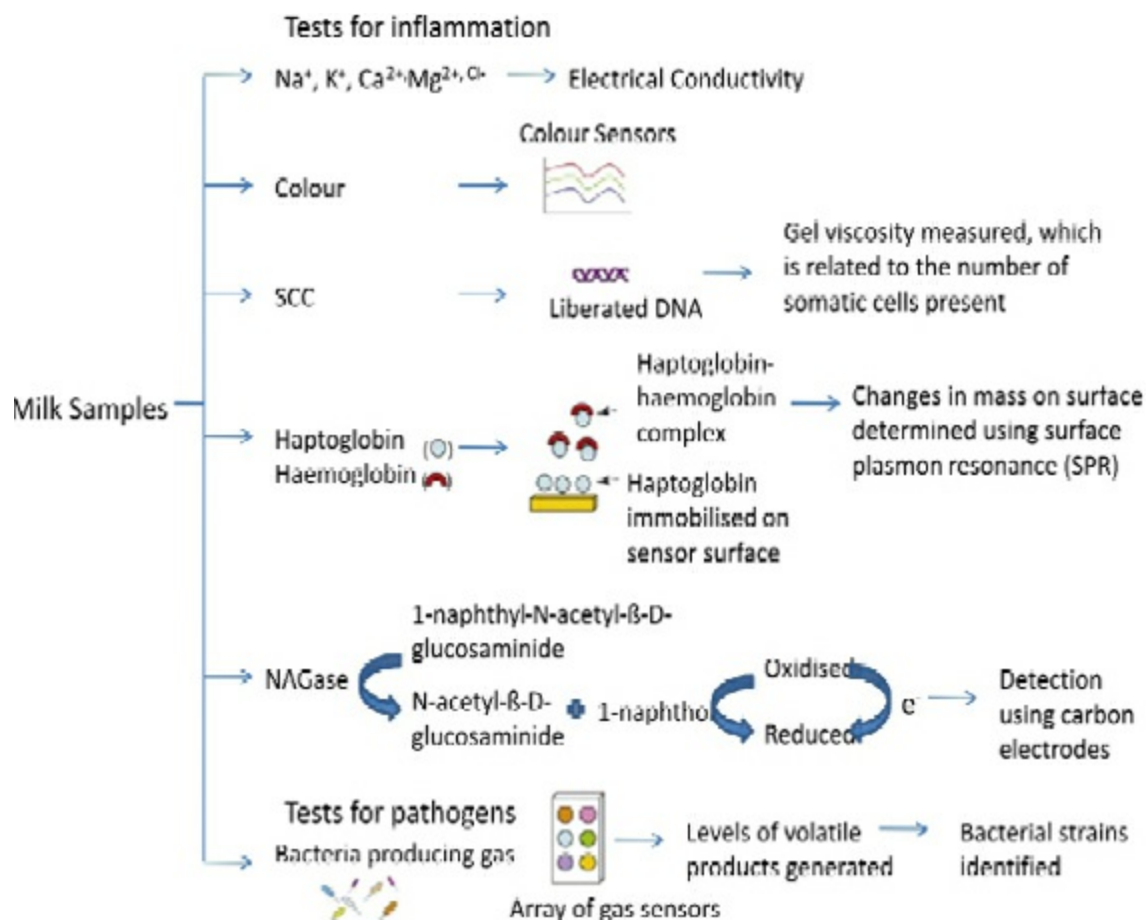 Tests for inflammation
Na⁺, K⁺, Ca²⁺,Mg²⁺, Cl-
Electrical Conductivity
Colour Sensors
Colour
Gel viscosity measured, which
is related to the number of
somatic cells present
SCC
Liberated DNA
Milk Samples
Haptoglobin
Haemoglobin
Haptoglobin-
haemoglobin
complex
Changes in mass on surface
determined using surface
plasmon resonance (SPR)
Haptoglobin
immobilised on
sensor surface
NAGase
1-naphthyl-N-acetyl-ß-D-
glucosaminide
N-acetyl-ß-D-
glucosaminide
1-naphthol
Oxidised
Reduced
e-
Detection
using carbon
electrodes
Tests for pathogens
Bacteria producing gas
Array of gas sensors
Levels of volatile
products generated
Bacterial strains
identified